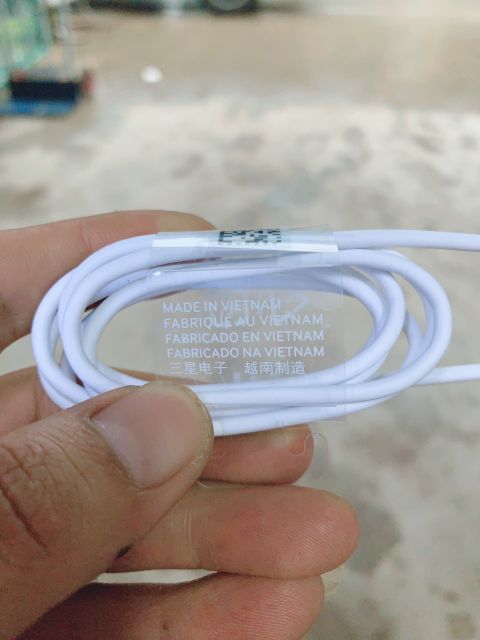 MADE IN VIETNAM
FABRIQUE AU VIETNAM
FABRICADO EN VIETNAM
FABRICADO NA VIETNAM
三星电子 越南制造